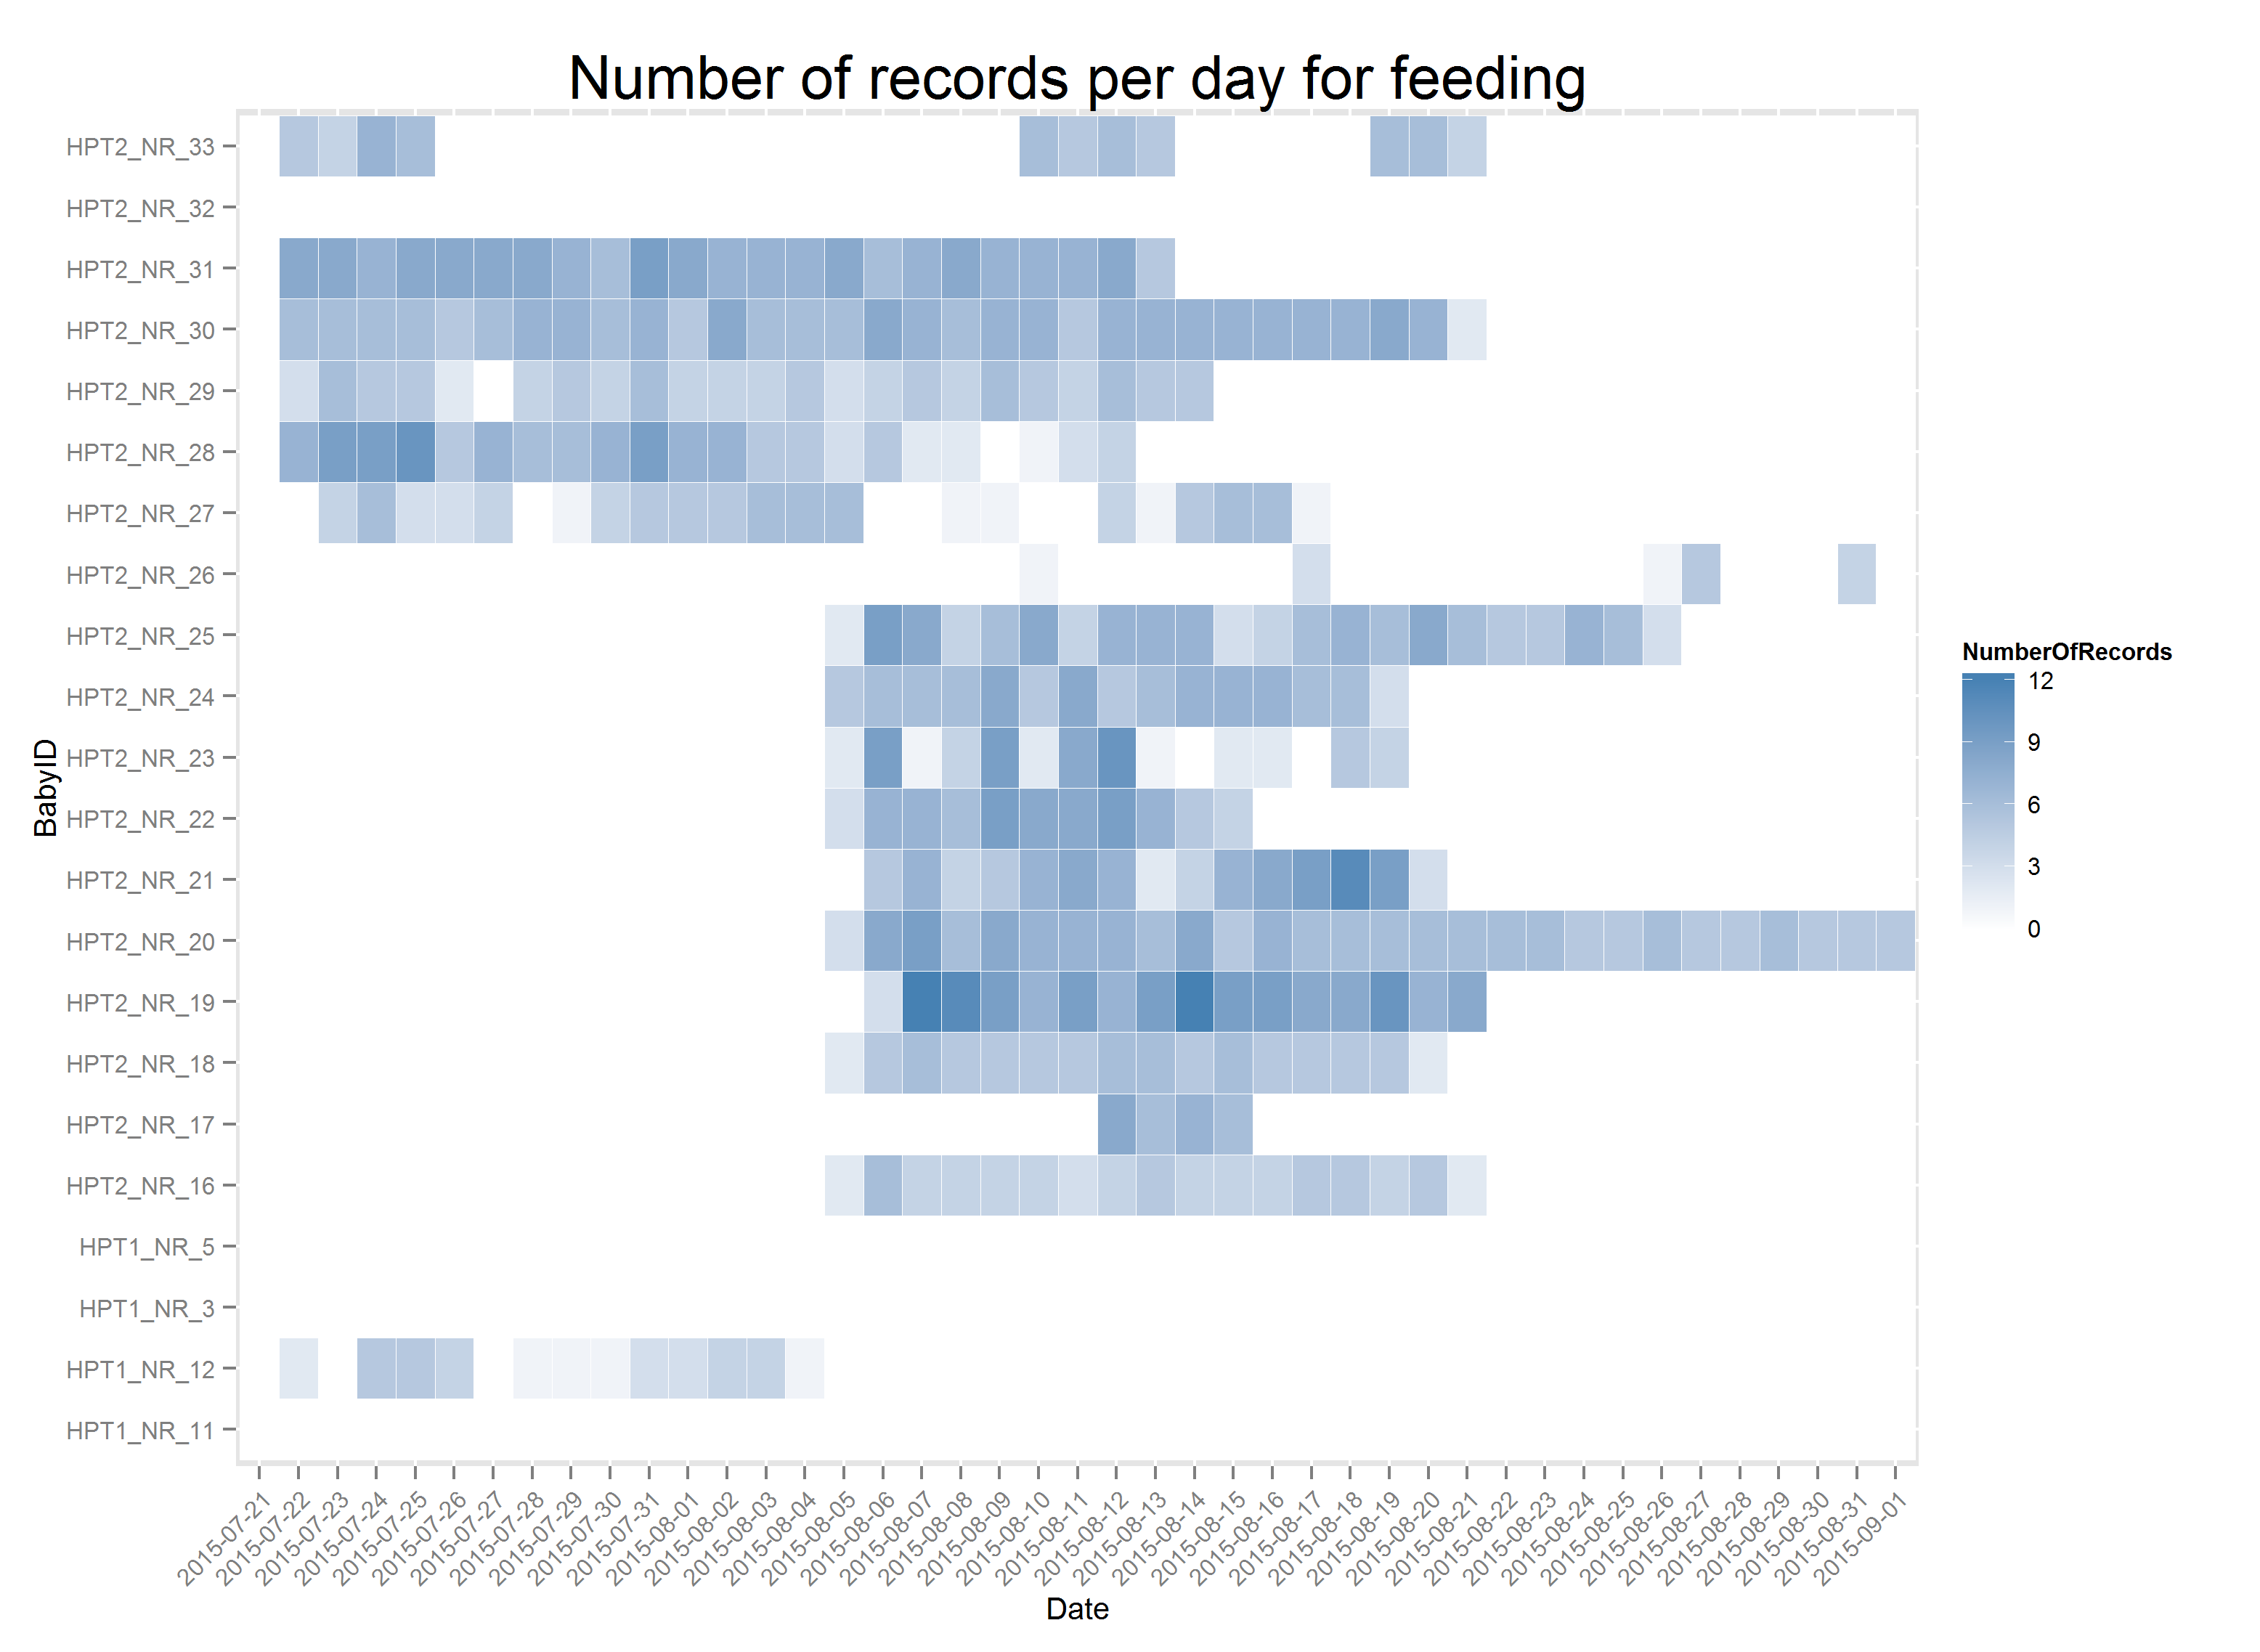 Number of records per day for feeding
HPT2_NR_33
HPT2_NR_32
HPT2_NR_31
HPT2_NR_30
HPT2_NR_29
HPT2_NR_28
HPT2_NR_27
HPT2_NR_26
HPT2_NR_25
HPT2_NR_24
HPT2_NR_23
HPT2_NR_22
HPT2_NR_21
HPT2_NR_20
HPT2_NR_19
HPT2_NR_18
HPT2_NR_17
HPT2_NR_16
HPT1_NR_5
HPT1_NR_3
HPT1_NR_12
HPT1_NR_11
BabyID
2015-07-21
2015-07-22
2015-07-23
2015-07-24
2015-07-25
2015-07-26
2015-07-27
2015-07-28
2015-07-29
2015-07-30
2015-07-31
2015-08-01
2015-08-02
2015-08-03
2015-08-04
2015-08-05
2015-08-06
2015-08-07
2015-08-08
2015-08-09
2015-08-10
2015-08-11
2015-08-12
2015-08-13
2015-08-14
2015-08-15
2015-08-16
2015-08-17
2015-08-18
2015-08-19
2015-08-20
2015-08-21
2015-08-22
2015-08-23
2015-08-24
2015-08-25
2015-08-26
2015-08-27
2015-08-28
2015-08-29
2015-08-30
2015-08-31
2015-09-01
Date
NumberOfRecords
12
9
6
3
0